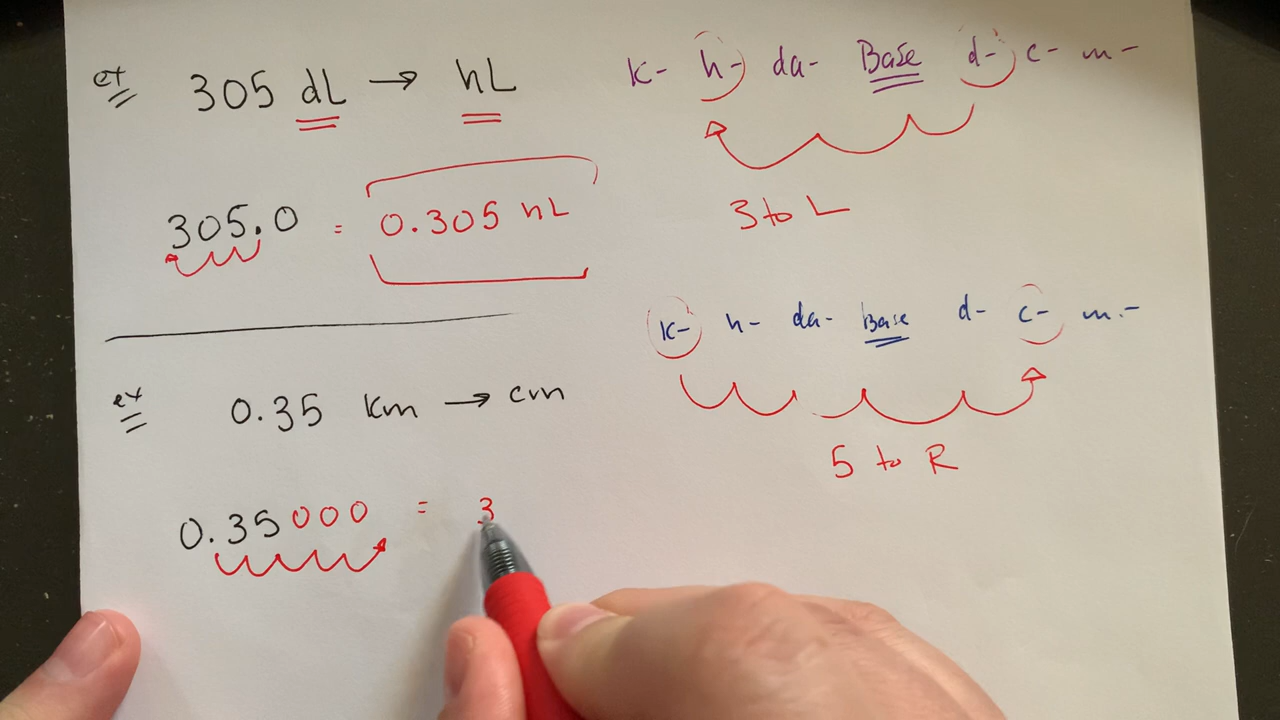 ex 305 dL → hL
k- h- da- Base d- c- m-
3 to L
305.0 = 0.305 hL
k- h- da- Base d- c- m.-
5 to R
ex 0.35 km → cm
0.35000 = 3